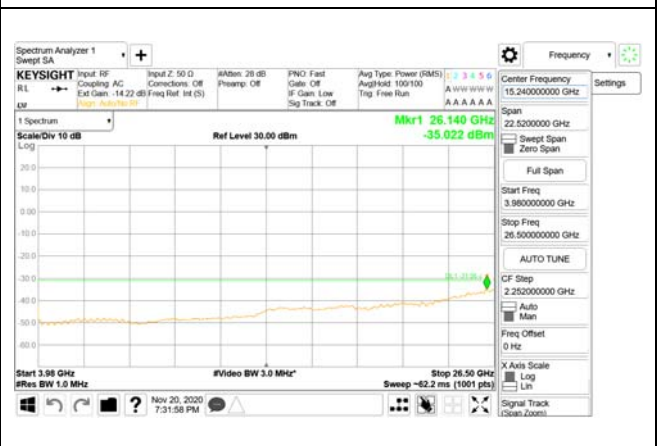 Spectrum Analyzer 1
Swept SA
Frequency
KEYSIGHT
RL
Input: RF
Coupling: AC
Ext Gain: -14.22 dB
Align: Auto/No RF
Input Z: 50 Ω
Corrections: Off
Freq Ref: Int (S)
#Atten: 28 dB
Preamp: Off
PNO: Fast
Gate: Off
IF Gain: Low
Sig Track: Off
Avg Type: Power (RMS)
Avg|Hold: 100/100
Trig: Free Run
1 2 3 4 5 6
A W W W W W
A A A A A A
Center Frequency
15.240000000 GHz
Settings
Span
22.5200000 GHz
Swept Span
Zero Span
Full Span
Start Freq
3.980000000 GHz
Stop Freq
26.500000000 GHz
AUTO TUNE
CF Step
2.252000000 GHz
Auto
Man
Freq Offset
0 Hz
X Axis Scale
Log
Lin
Signal Track
(Span Zoom)
1 Spectrum
Scale/Div 10 dB
Log
Ref Level 30.00 dBm
Mkr1 26.140 GHz
-35.022 dBm
20.0
10.0
0.00
-10.0
-20.0
-30.0
-40.0
-50.0
-60.0
Start 3.98 GHz
#Res BW 1.0 MHz
#Video BW 3.0 MHz*
Stop 26.50 GHz
Sweep ~62.2 ms (1001 pts)
Nov 20, 2020
7:31:58 PM